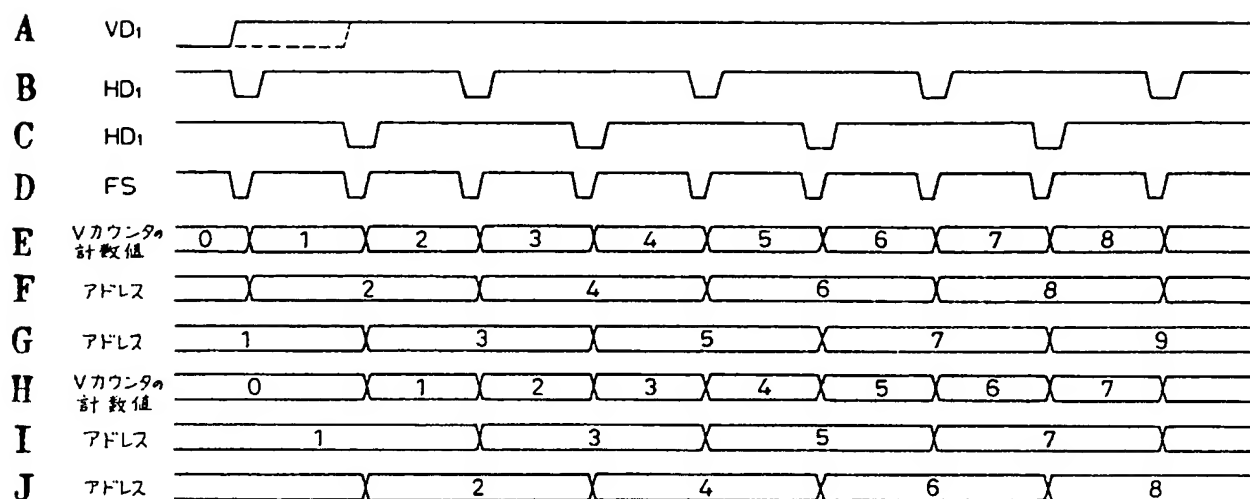 A VD₁
B HD₁
C HD₁
D FS
E Vカウンタの計数値 0 1 2 3 4 5 6 7 8
F アドレス 2 4 6 8
G アドレス 1 3 5 7 9
H Vカウンタの計数値 0 1 2 3 4 5 6 7
I アドレス 1 3 5 7
J アドレス 2 4 6 8